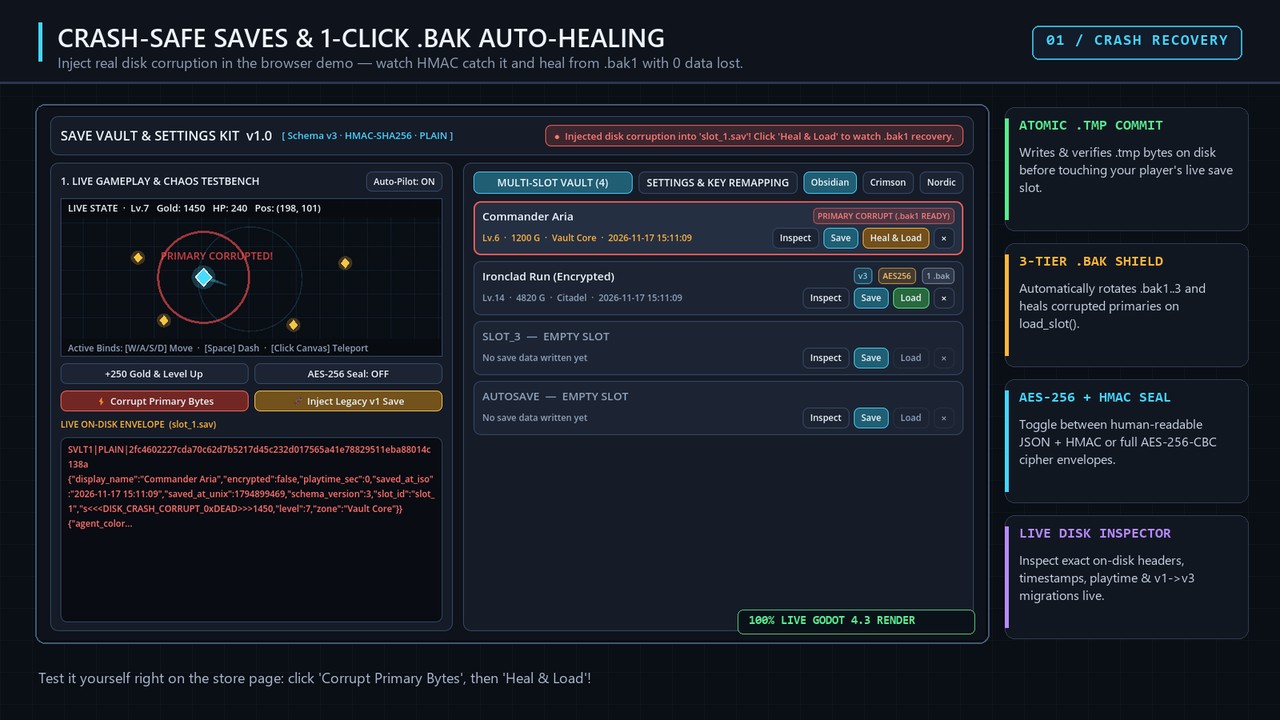 CRASH-SAFE SAVES & 1-CLICK .BAK AUTO-HEALING
Inject real disk corruption in the browser demo — watch HMAC catch it and heal from .bak1 with 0 data lost.
01 / CRASH RECOVERY
SAVE VAULT & SETTINGS KIT v1.0
[ Schema v3 · HMAC-SHA256 · PLAIN ]
● Injected disk corruption into 'slot_1.sav'! Click 'Heal & Load' to watch .bak1 recovery.
1. LIVE GAMEPLAY & CHAOS TESTBENCH
Auto-Pilot: ON
LIVE STATE · Lv.7 Gold: 1450 HP: 240 Pos: (198, 101)
PRIMARY CORRUPTED!
Active Binds: [W/A/S/D] Move · [Space] Dash · [Click Canvas] Teleport
+250 Gold & Level Up
AES-256 Seal: OFF
Corrupt Primary Bytes
Inject Legacy v1 Save
LIVE ON-DISK ENVELOPE (slot_1.sav)
SVLT1|PLAIN|2fc4602227cda70c62d7b5217d45c232d017565a41e78829511eba88014c
138a
{"display_name":"Commander Aria","encrypted":false,"playtime_sec":0,"saved_at_iso"
:"2026-11-17 15:11:09","saved_at_unix":1794899469,"schema_version":3,"slot_id":"slot_
1","s<<<DISK_CRASH_CORRUPT_0xDEAD>>>1450,"level":7,"zone":"Vault Core"}}
{"agent_color...
MULTI-SLOT VAULT (4)
SETTINGS & KEY REMAPPING
Obsidian
Crimson
Nordic
Commander Aria
PRIMARY CORRUPT (.bak1 READY)
Lv.6 · 1200 G · Vault Core · 2026-11-17 15:11:09
Inspect
Save
Heal & Load
×
Ironclad Run (Encrypted)
v3
AES256
1 .bak
Lv.14 · 4820 G · Citadel · 2026-11-17 15:11:09
Inspect
Save
Load
×
SLOT_3 — EMPTY SLOT
No save data written yet
Inspect
Save
Load
×
AUTOSAVE — EMPTY SLOT
No save data written yet
Inspect
Save
Load
×
100% LIVE GODOT 4.3 RENDER
ATOMIC .TMP COMMIT
Writes & verifies .tmp bytes on disk
before touching your player's live save
slot.
3-TIER .BAK SHIELD
Automatically rotates .bak1..3 and
heals corrupted primaries on
load_slot().
AES-256 + HMAC SEAL
Toggle between human-readable
JSON + HMAC or full AES-256-CBC
cipher envelopes.
LIVE DISK INSPECTOR
Inspect exact on-disk headers,
timestamps, playtime & v1->v3
migrations live.
Test it yourself right on the store page: click 'Corrupt Primary Bytes', then 'Heal & Load'!